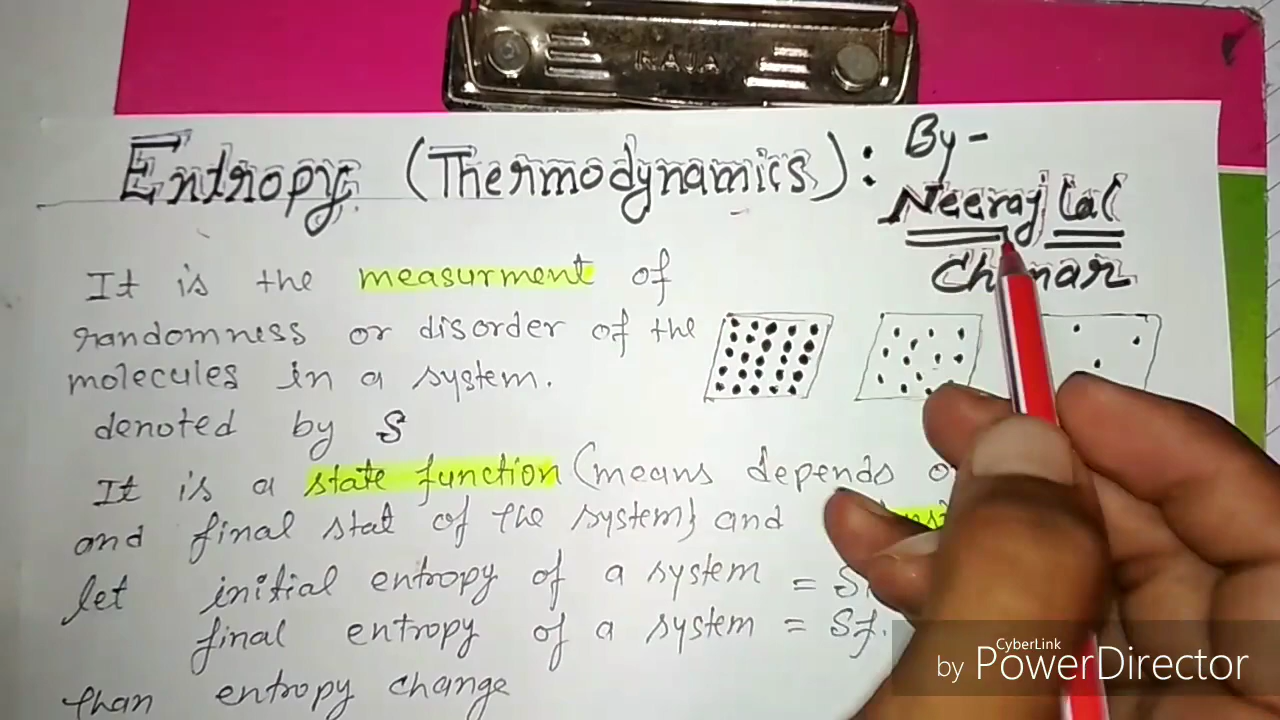 RAJA
Entropy (Thermodynamics):
By-
Neeraj Lal
It is the measurment of
randomness or disorder of the
molecules in a system.
denoted by S
It is a state function (means depends
and final stat of the system} and
let initial entropy of a system =
final entropy of a system = Sf.
than entropy change
CyberLink
by PowerDirector